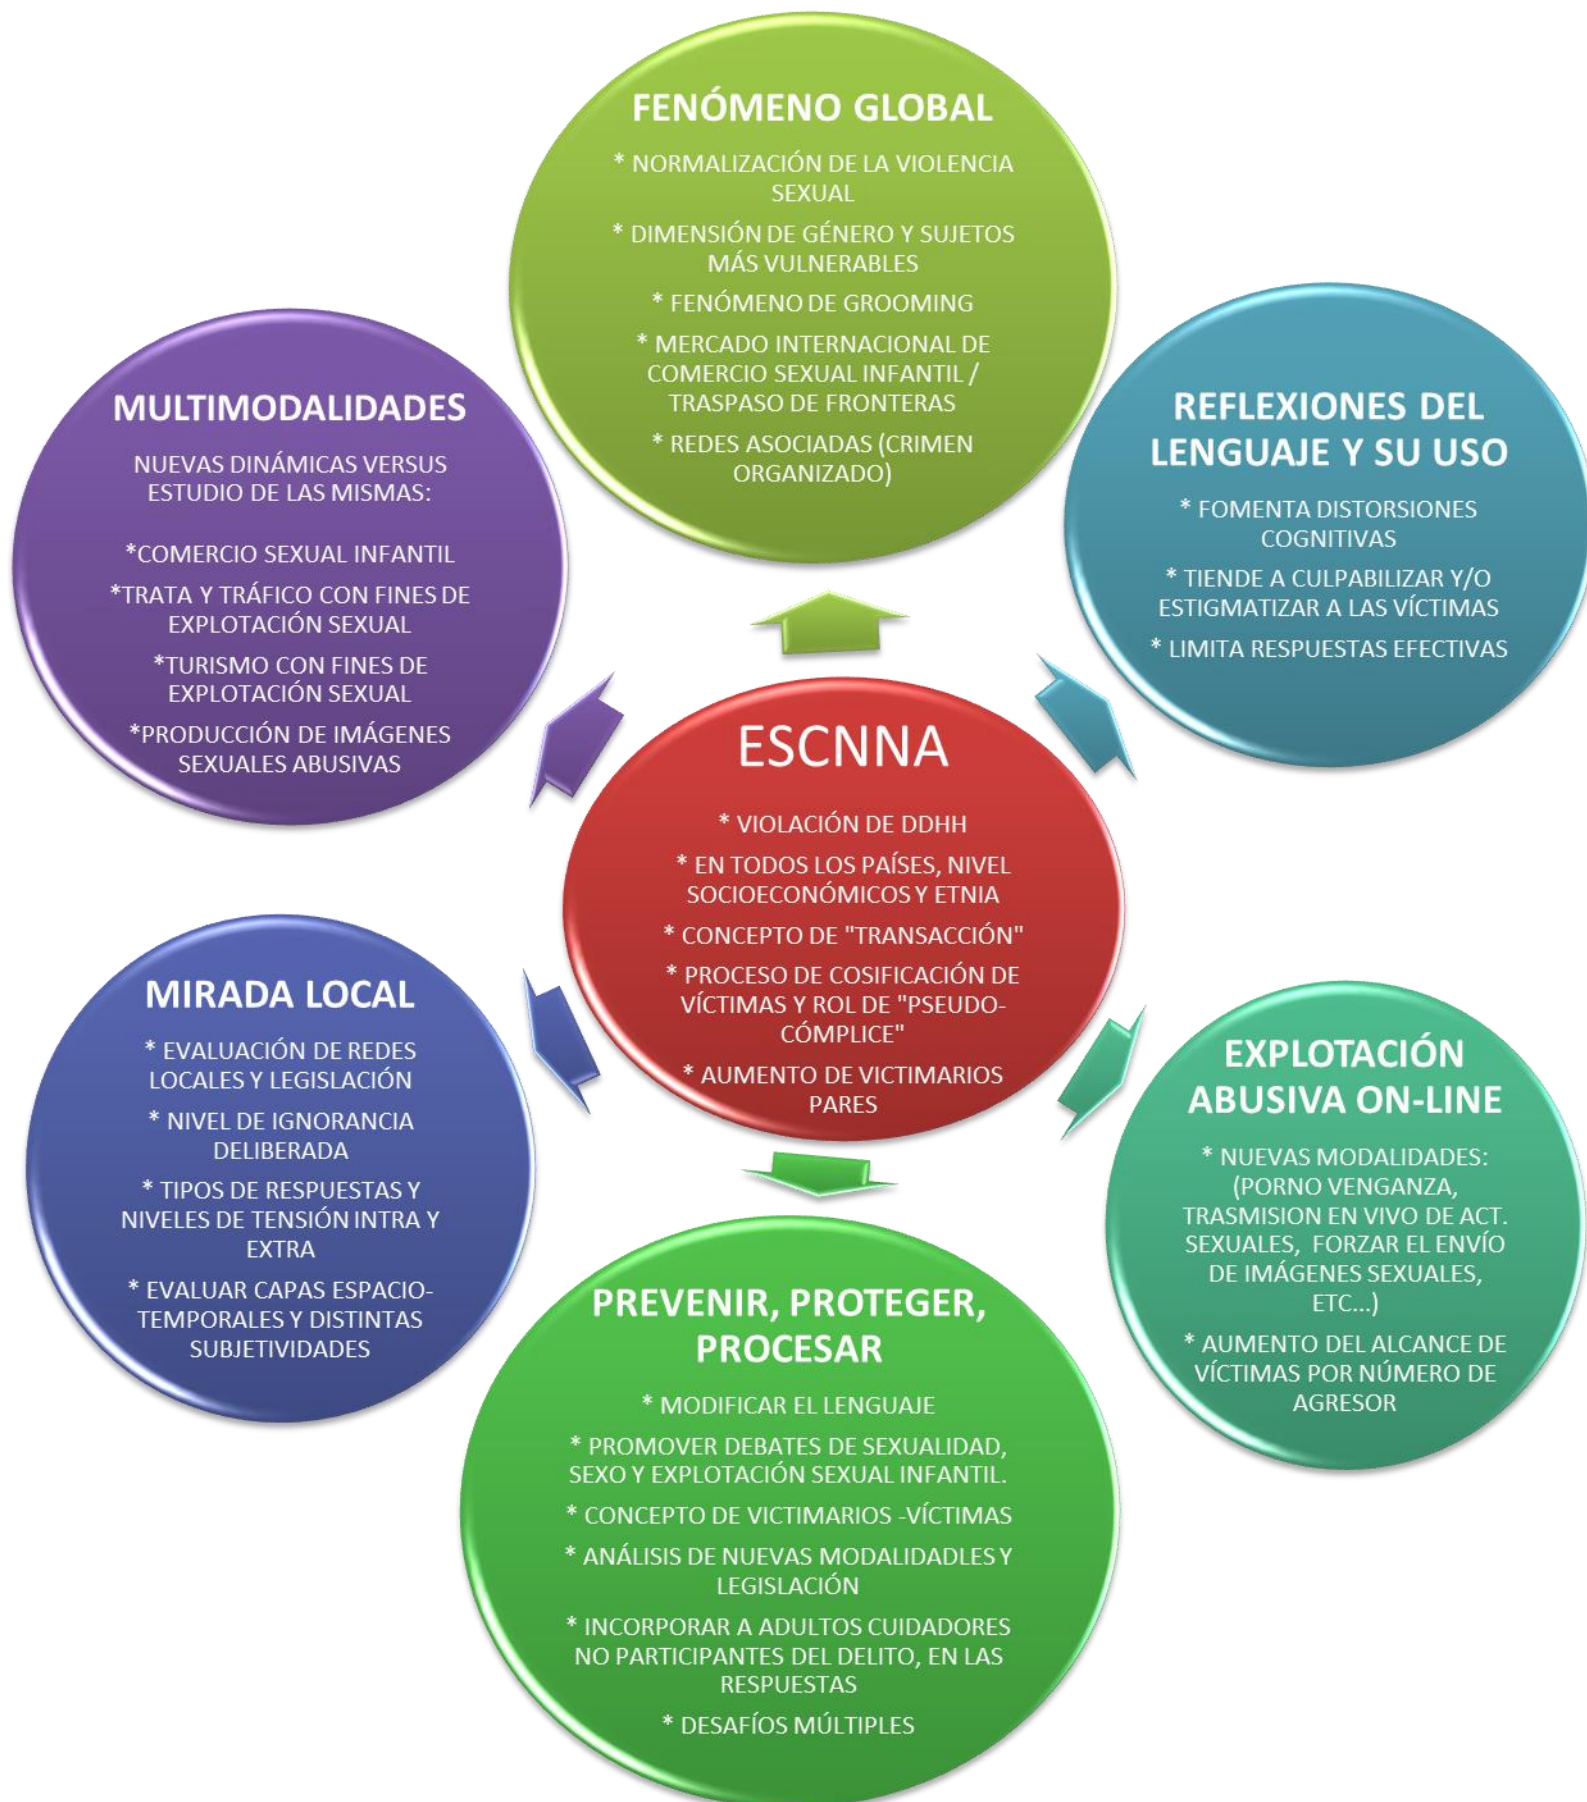 FENÓMENO GLOBAL
* NORMALIZACIÓN DE LA VIOLENCIA
SEXUAL
* DIMENSIÓN DE GÉNERO Y SUJETOS
MÁS VULNERABLES
* FENÓMENO DE GROOMING
* MERCADO INTERNACIONAL DE
COMERCIO SEXUAL INFANTIL /
TRASPASO DE FRONTERAS
* REDES ASOCIADAS (CRIMEN
ORGANIZADO)
MULTIMODALIDADES
NUEVAS DINÁMICAS VERSUS
ESTUDIO DE LAS MISMAS:
*COMERCIO SEXUAL INFANTIL
*TRATA Y TRÁFICO CON FINES DE
EXPLOTACIÓN SEXUAL
*TURISMO CON FINES DE
EXPLOTACIÓN SEXUAL
*PRODUCCIÓN DE IMÁGENES
SEXUALES ABUSIVAS
REFLEXIONES DEL
LENGUAJE Y SU USO
* FOMENTA DISTORSIONES
COGNITIVAS
* TIENDE A CULPABILIZAR Y/O
ESTIGMATIZAR A LAS VÍCTIMAS
* LIMITA RESPUESTAS EFECTIVAS
ESCNNA
* VIOLACIÓN DE DDHH
* EN TODOS LOS PAÍSES, NIVEL
SOCIOECONÓMICOS Y ETNIA
* CONCEPTO DE "TRANSACCIÓN"
* PROCESO DE COSIFICACIÓN DE
VÍCTIMAS Y ROL DE "PSEUDO-
CÓMPLICE"
* AUMENTO DE VICTIMARIOS
PARES
MIRADA LOCAL
* EVALUACIÓN DE REDES
LOCALES Y LEGISLACIÓN
* NIVEL DE IGNORANCIA
DELIBERADA
* TIPOS DE RESPUESTAS Y
NIVELES DE TENSIÓN INTRA Y
EXTRA
* EVALUAR CAPAS ESPACIO-
TEMPORALES Y DISTINTAS
SUBJETIVIDADES
EXPLOTACIÓN
ABUSIVA ON-LINE
* NUEVAS MODALIDADES:
(PORNO VENGANZA,
TRASMISION EN VIVO DE ACT.
SEXUALES, FORZAR EL ENVÍO
DE IMÁGENES SEXUALES,
ETC...)
* AUMENTO DEL ALCANCE DE
VÍCTIMAS POR NÚMERO DE
AGRESOR
PREVENIR, PROTEGER,
PROCESAR
* MODIFICAR EL LENGUAJE
* PROMOVER DEBATES DE SEXUALIDAD,
SEXO Y EXPLOTACIÓN SEXUAL INFANTIL.
* CONCEPTO DE VICTIMARIOS -VÍCTIMAS
* ANÁLISIS DE NUEVAS MODALIDADLES Y
LEGISLACIÓN
* INCORPORAR A ADULTOS CUIDADORES
NO PARTICIPANTES DEL DELITO, EN LAS
RESPUESTAS
* DESAFÍOS MÚLTIPLES